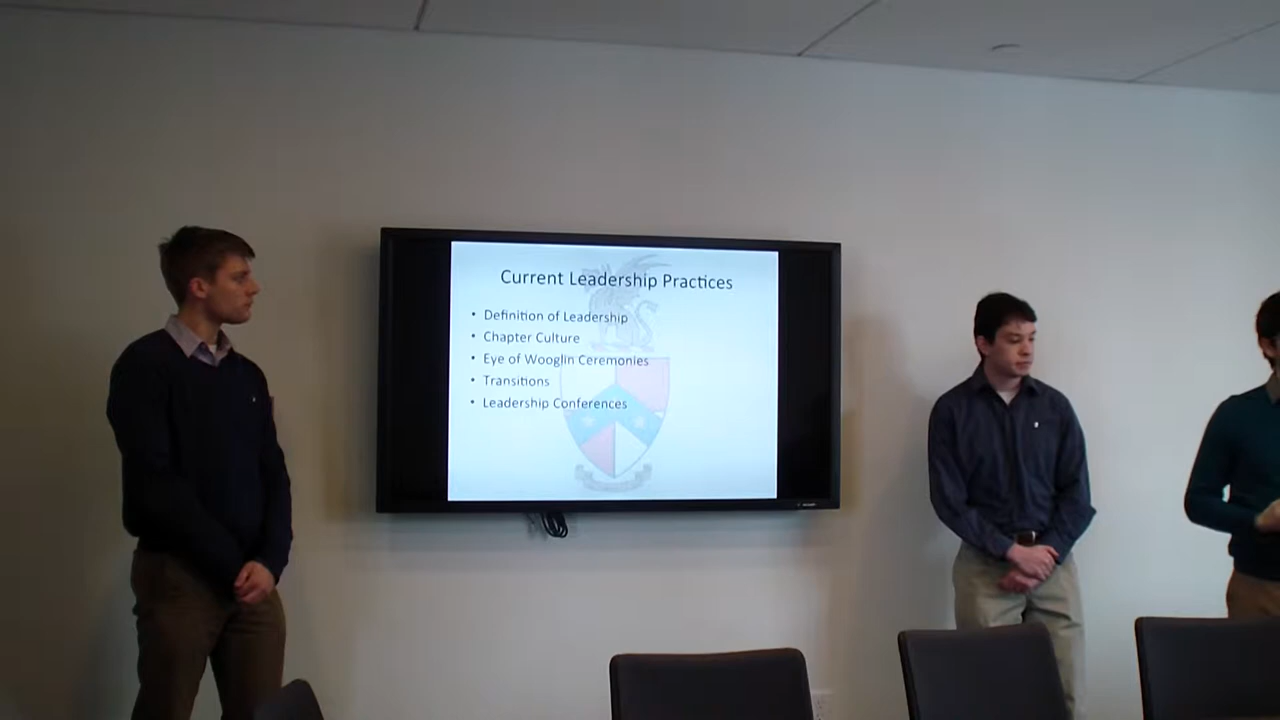 Current Leadership Practices
• Definition of Leadership
• Chapter Culture
• Eye of Wooglin Ceremonies
• Transitions
• Leadership Conferences